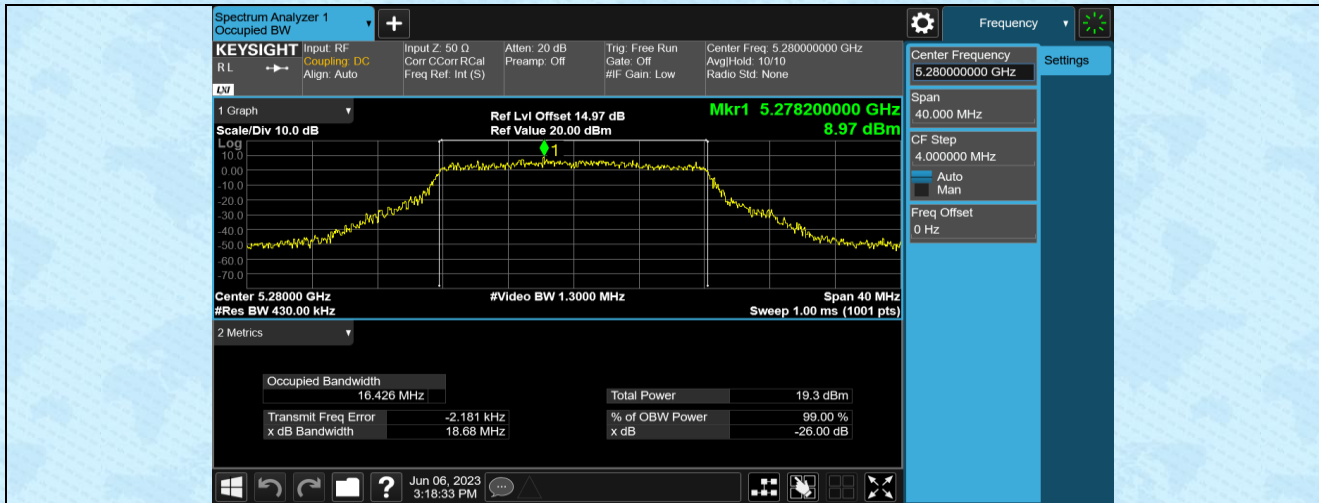 Spectrum Analyzer 1
Occupied BW
+
Frequency
KEYSIGHT
RL
LXI
Input: RF
Coupling: DC
Align: Auto
Input Z: 50 Ω
Corr CCorr RCal
Freq Ref: Int (S)
Atten: 20 dB
Preamp: Off
Trig: Free Run
Gate: Off
#IF Gain: Low
Center Freq: 5.280000000 GHz
Avg|Hold: 10/10
Radio Std: None
Center Frequency
5.280000000 GHz
Settings
Span
40.000 MHz
CF Step
4.000000 MHz
Auto
Man
Freq Offset
0 Hz
1 Graph
Scale/Div 10.0 dB
Ref Lvl Offset 14.97 dB
Ref Value 20.00 dBm
Mkr1 5.278200000 GHz
8.97 dBm
Log
1
10.0
0.00
-10.0
-20.0
-30.0
-40.0
-50.0
-60.0
-70.0
Center 5.28000 GHz
#Res BW 430.00 kHz
#Video BW 1.3000 MHz
Span 40 MHz
Sweep 1.00 ms (1001 pts)
2 Metrics
Occupied Bandwidth
16.426 MHz
Total Power 19.3 dBm
Transmit Freq Error -2.181 kHz
% of OBW Power 99.00 %
x dB Bandwidth 18.68 MHz
x dB -26.00 dB
?
Jun 06, 2023
3:18:33 PM